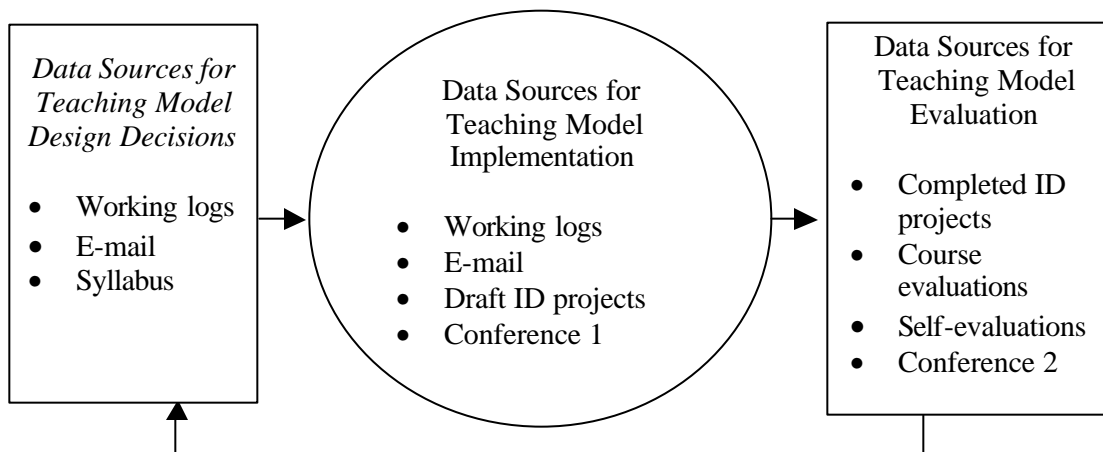 Data Sources for
Teaching Model
Design Decisions
• Working logs
• E-mail
• Syllabus
Data Sources for
Teaching Model
Implementation
• Working logs
• E-mail
• Draft ID projects
• Conference 1
Data Sources for
Teaching Model
Evaluation
• Completed ID
projects
• Course
evaluations
• Self-evaluations
• Conference 2